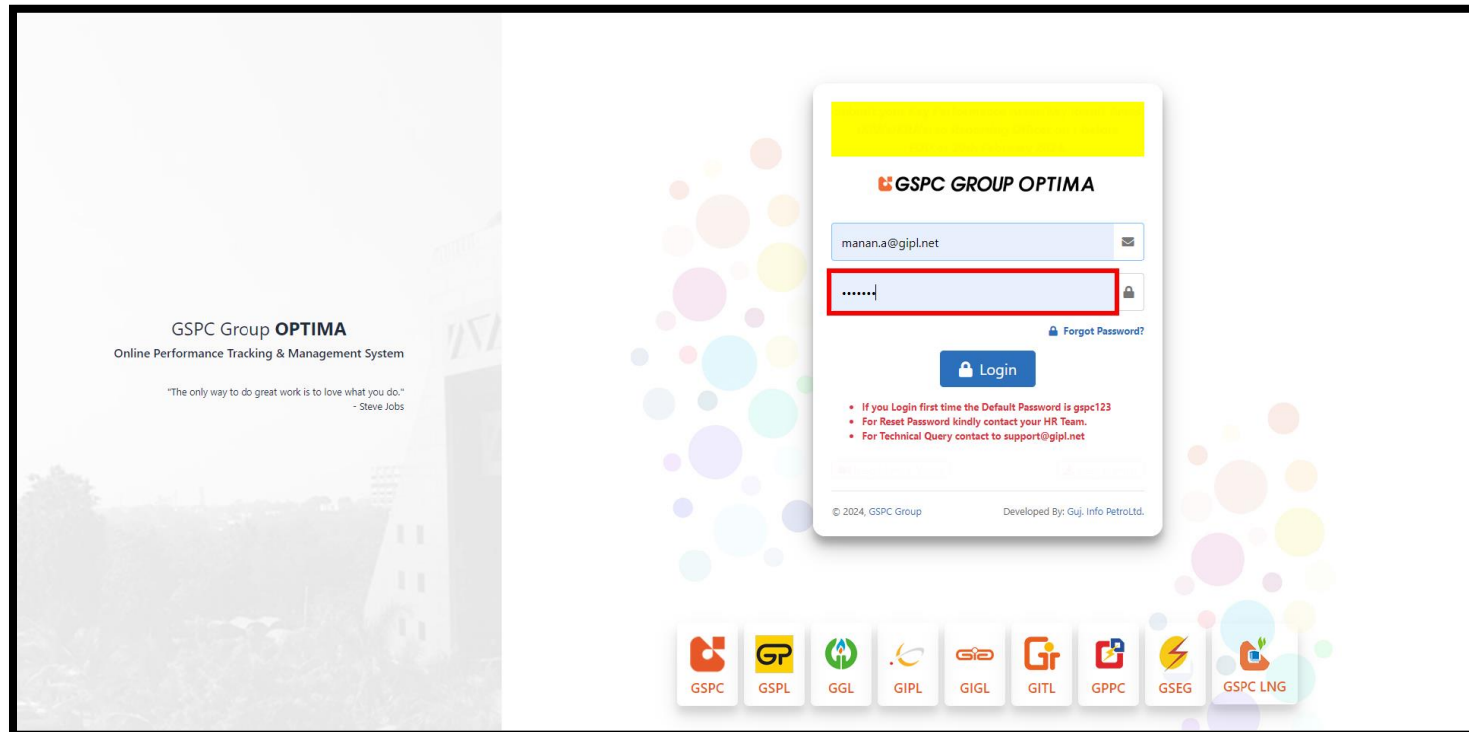 GSPC Group OPTIMA
Online Performance Tracking & Management System
"The only way to do great work is to love what you do."
- Steve Jobs
GSPC GROUP OPTIMA
manan.a@gipl.net
•••••••
Forgot Password?
Login
• If you Login first time the Default Password is gspc123
• For Reset Password kindly contact your HR Team.
• For Technical Query contact to support@gipl.net
© 2024, GSPC Group Developed By: Guj. Info PetroLtd.
GP
GiG
Gir
GSPC GSPL GGL GIPL GIGL GITL GPPC GSEG GSPC LNG